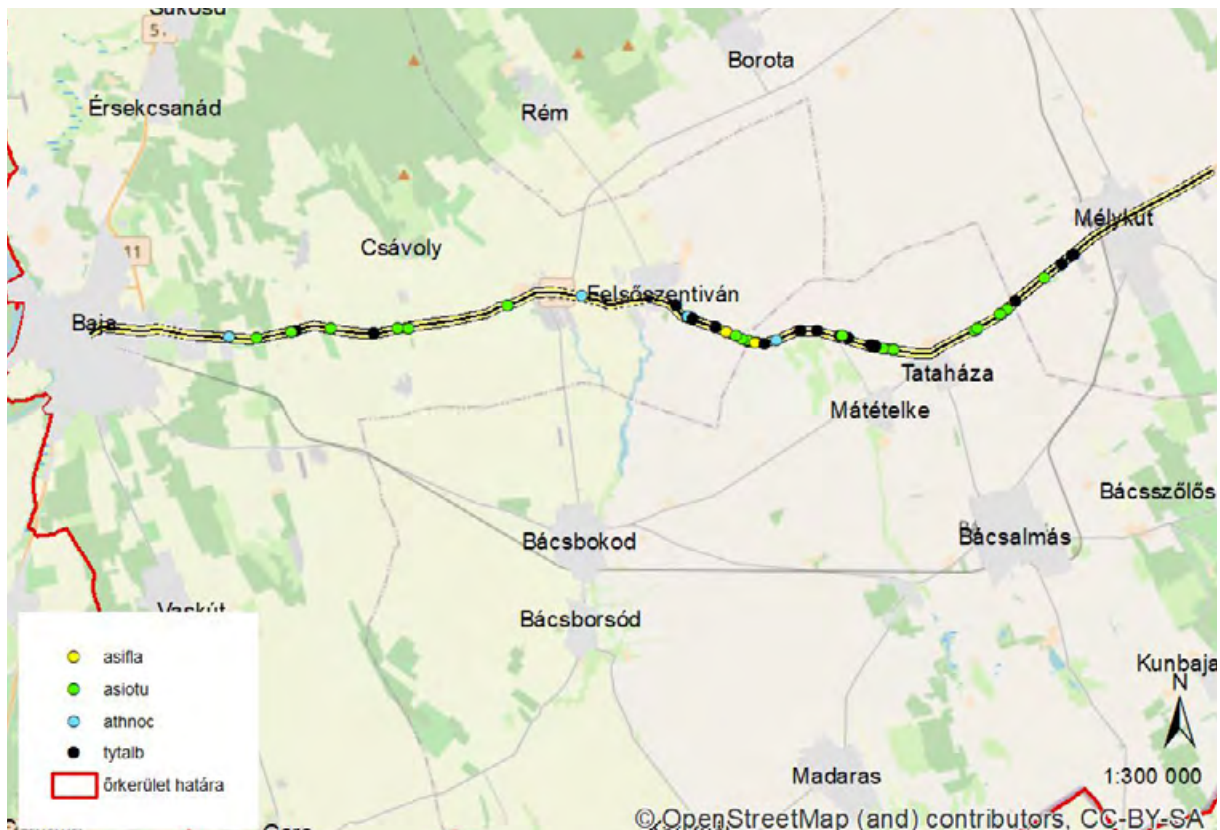 Sükösd
5
Borota
Érsekcsanád
Rém
Mélykút
11
Csávoly
Felsőszentiván
Baja
Tataháza
Mátételke
Bácsszőlős
Bácsbokod
Bácsalmás
Vaskút
Bácsborsód
Kunbaja
N
asifla
asiotu
athnoc
tytalb
őrkerület határa
Madaras
1:300 000
© OpenStreetMap (and) contributors, CC-BY-SA